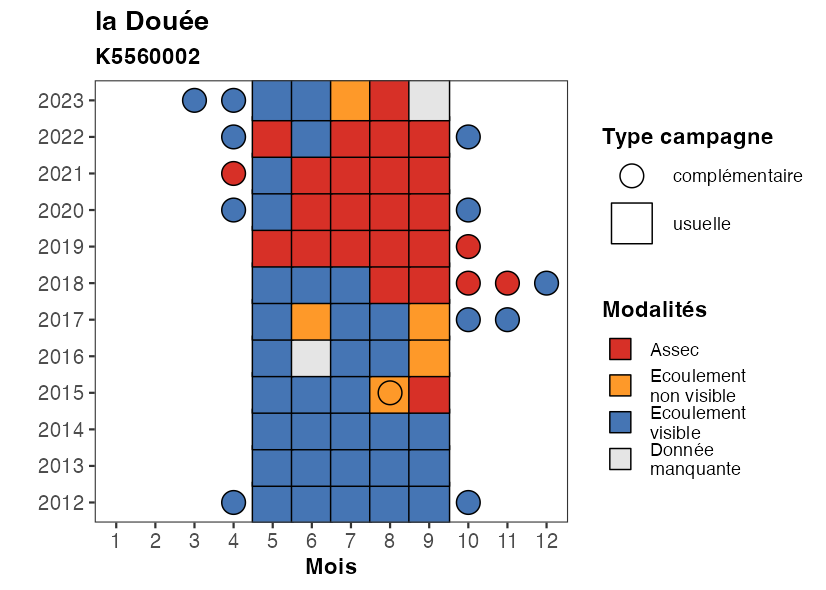 la Douée
K5560002
2023
2022
2021
2020
2019
2018
2017
2016
2015
2014
2013
2012
1 2 3 4 5 6 7 8 9 10 11 12
Mois
Type campagne
complémentaire
usuelle
Modalités
Assec
Ecoulement
non visible
Ecoulement
visible
Donnée
manquante